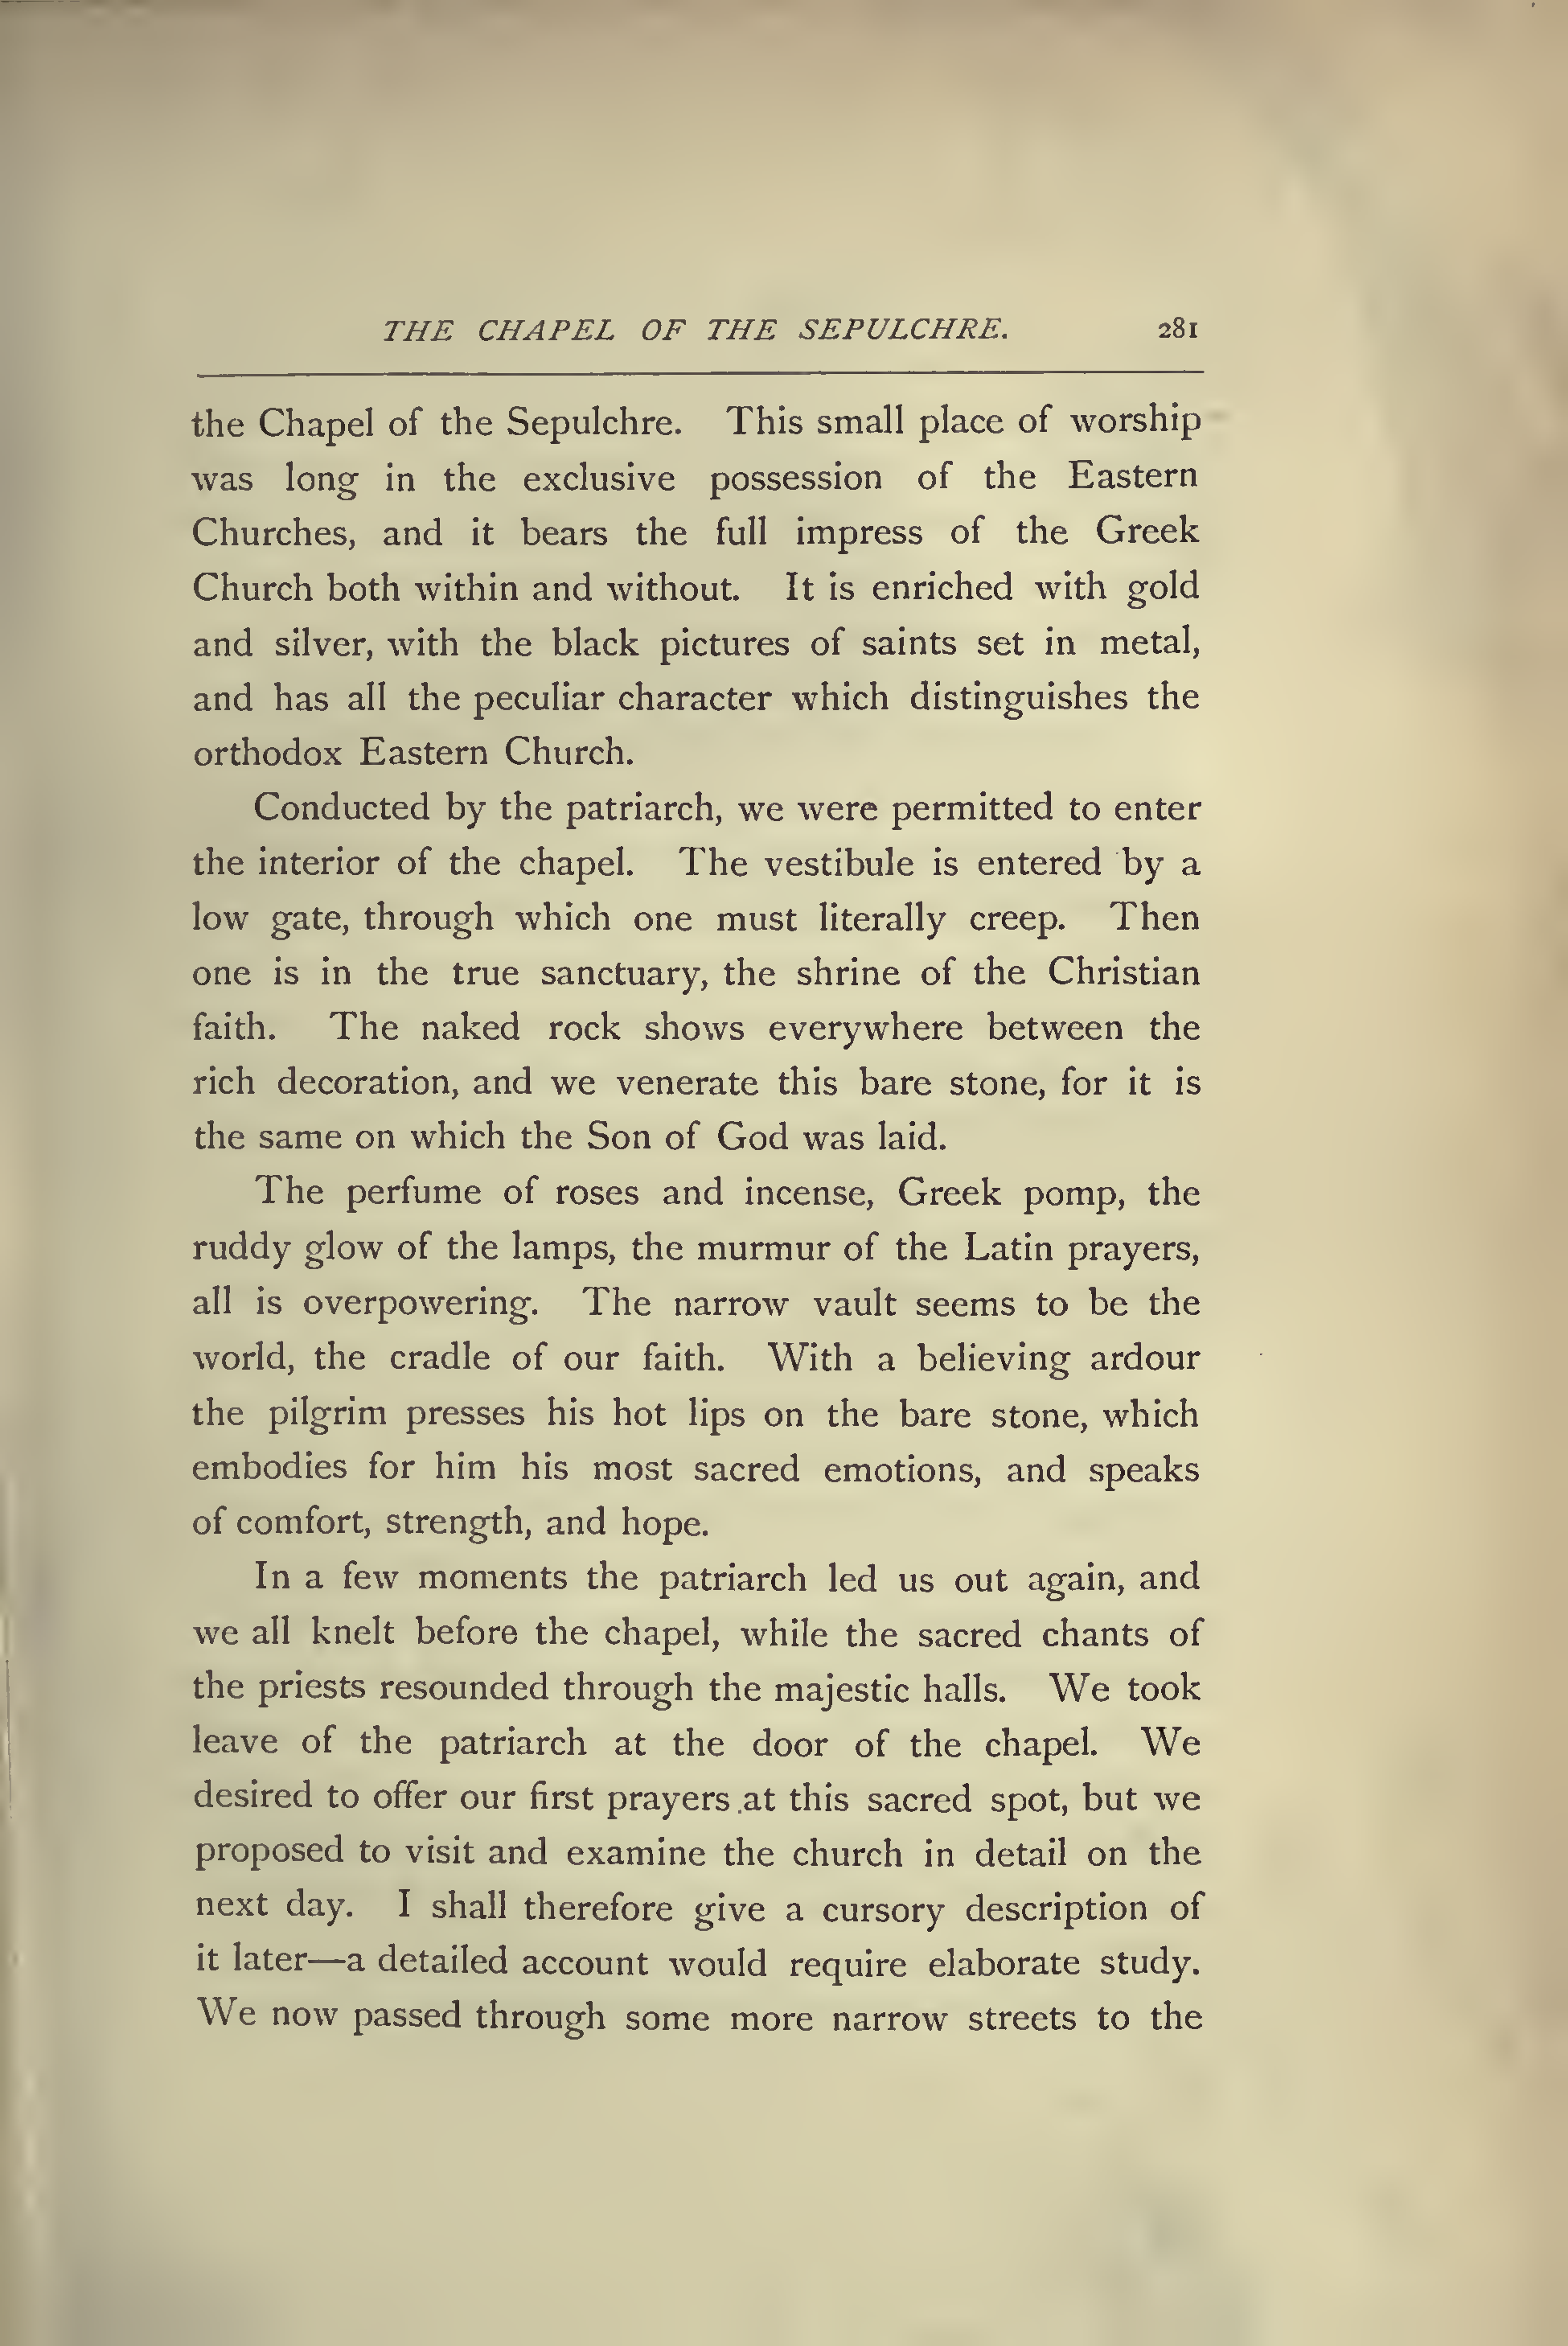 THE CHAPEL OF THE SEPULCHRE. 281
the Chapel of the Sepulchre. This small place of worship
was long in the exclusive possession of the Eastern
Churches, and it bears the full impress of the Greek
Church both within and without. It is enriched with gold
and silver, with the black pictures of saints set in metal,
and has all the peculiar character which distinguishes the
orthodox Eastern Church.
Conducted by the patriarch, we were permitted to enter
the interior of the chapel. The vestibule is entered by a
low gate, through which one must literally creep. Then
one is in the true sanctuary, the shrine of the Christian
faith. The naked rock shows everywhere between the
rich decoration, and we venerate this bare stone, for it is
the same on which the Son of God was laid.
The perfume of roses and incense, Greek pomp, the
ruddy glow of the lamps, the murmur of the Latin prayers,
all is overpowering. The narrow vault seems to be the
world, the cradle of our faith. With a believing ardour
the pilgrim presses his hot lips on the bare stone, which
embodies for him his most sacred emotions, and speaks
of comfort, strength, and hope.
In a few moments the patriarch led us out again, and
we all knelt before the chapel, while the sacred chants of
the priests resounded through the majestic halls. We took
leave of the patriarch at the door of the chapel. We
desired to offer our first prayers at this sacred spot, but we
proposed to visit and examine the church in detail on the
next day. I shall therefore give a cursory description of
it later—a detailed account would require elaborate study.
We now passed through some more narrow streets to the